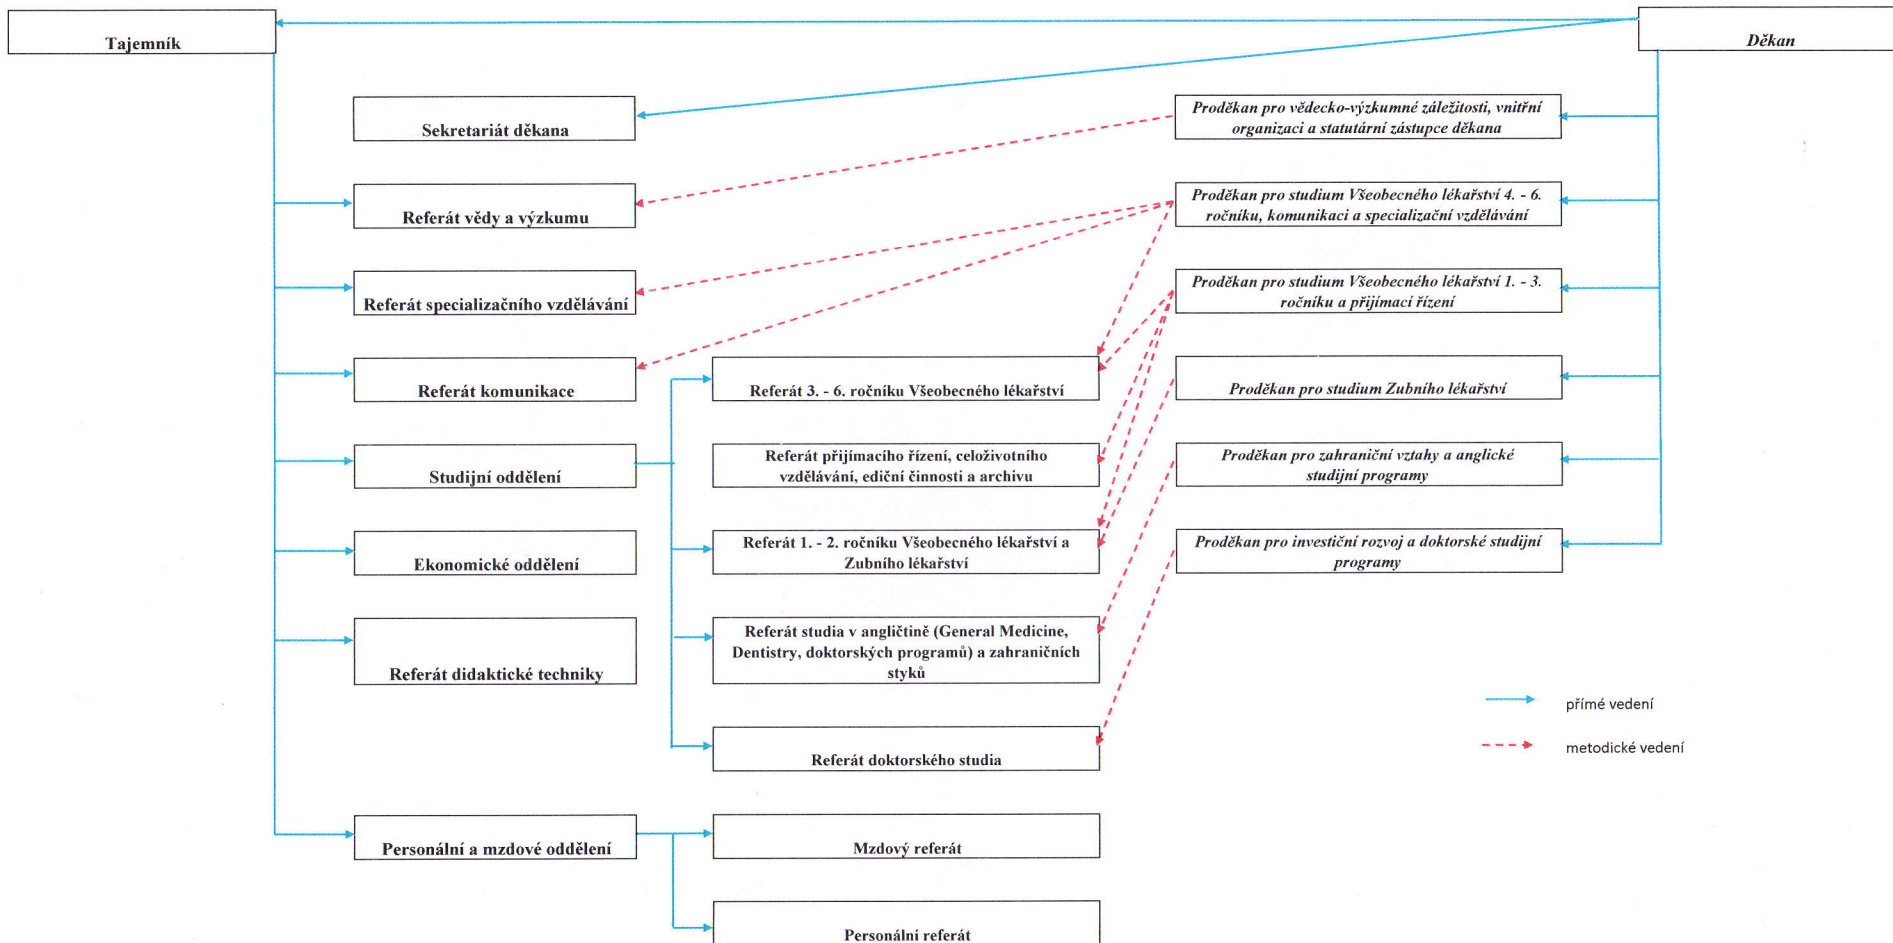 Tajemník
Děkan
Sekretariát děkana
Proděkan pro vědecko-výzkumné záležitosti, vnitřní
organizaci a statutární zástupce děkana
Referát vědy a výzkumu
Proděkan pro studium Všeobecného lékařství 4. - 6.
ročníku, komunikaci a specializační vzdělávání
Referát specializačního vzdělávání
Proděkan pro studium Všeobecného lékařství 1. - 3.
ročníku a přijímací řízení
Referát komunikace
Referát 3. - 6. ročníku Všeobecného lékařství
Proděkan pro studium Zubního lékařství
Studijní oddělení
Referát přijímacího řízení, celoživotního
vzdělávání, ediční činnosti a archivu
Proděkan pro zahraniční vztahy a anglické
studijní programy
Ekonomické oddělení
Referát 1. - 2. ročníku Všeobecného lékařství a
Zubního lékařství
Proděkan pro investiční rozvoj a doktorské studijní
programy
Referát didaktické techniky
Referát studia v angličtině (General Medicine,
Dentistry, doktorských programů) a zahraničních
styků
přímé vedení
metodické vedení
Referát doktorského studia
Personální a mzdové oddělení
Mzdový referát
Personální referát